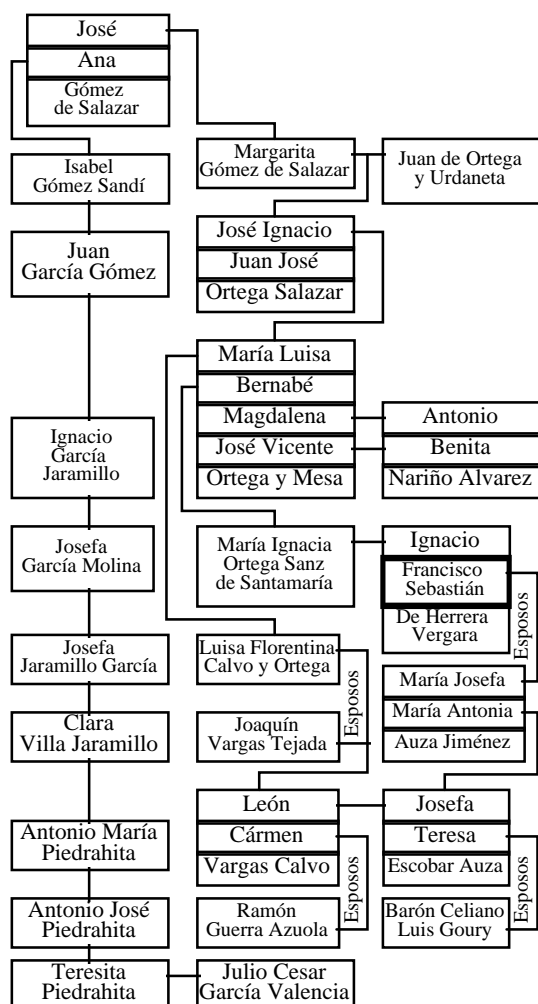 José
Ana
Gómez
de Salazar
Isabel
Gómez Sandí
Margarita
Gómez de Salazar
Juan de Ortega
y Urdaneta
Juan
García Gómez
José Ignacio
Juan José
Ortega Salazar
María Luisa
Bernabé
Magdalena
José Vicente
Ortega y Mesa
Antonio
Benita
Nariño Alvarez
Ignacio
García
Jaramillo
Josefa
García Molina
María Ignacia
Ortega Sanz
de Santamaría
Ignacio
Francisco
Sebastián
De Herrera
Vergara
Esposos
Josefa
Jaramillo García
Luisa Florentina
Calvo y Ortega
Esposos
María Josefa
María Antonia
Auza Jiménez
Clara
Villa Jaramillo
Joaquín
Vargas Tejada
León
Cármen
Vargas Calvo
Josefa
Teresa
Escobar Auza
Antonio María
Piedrahita
Esposos
Esposos
Antonio José
Piedrahita
Ramón
Guerra Azuola
Barón Celiano
Luis Goury
Teresita
Piedrahita
Julio Cesar
García Valencia